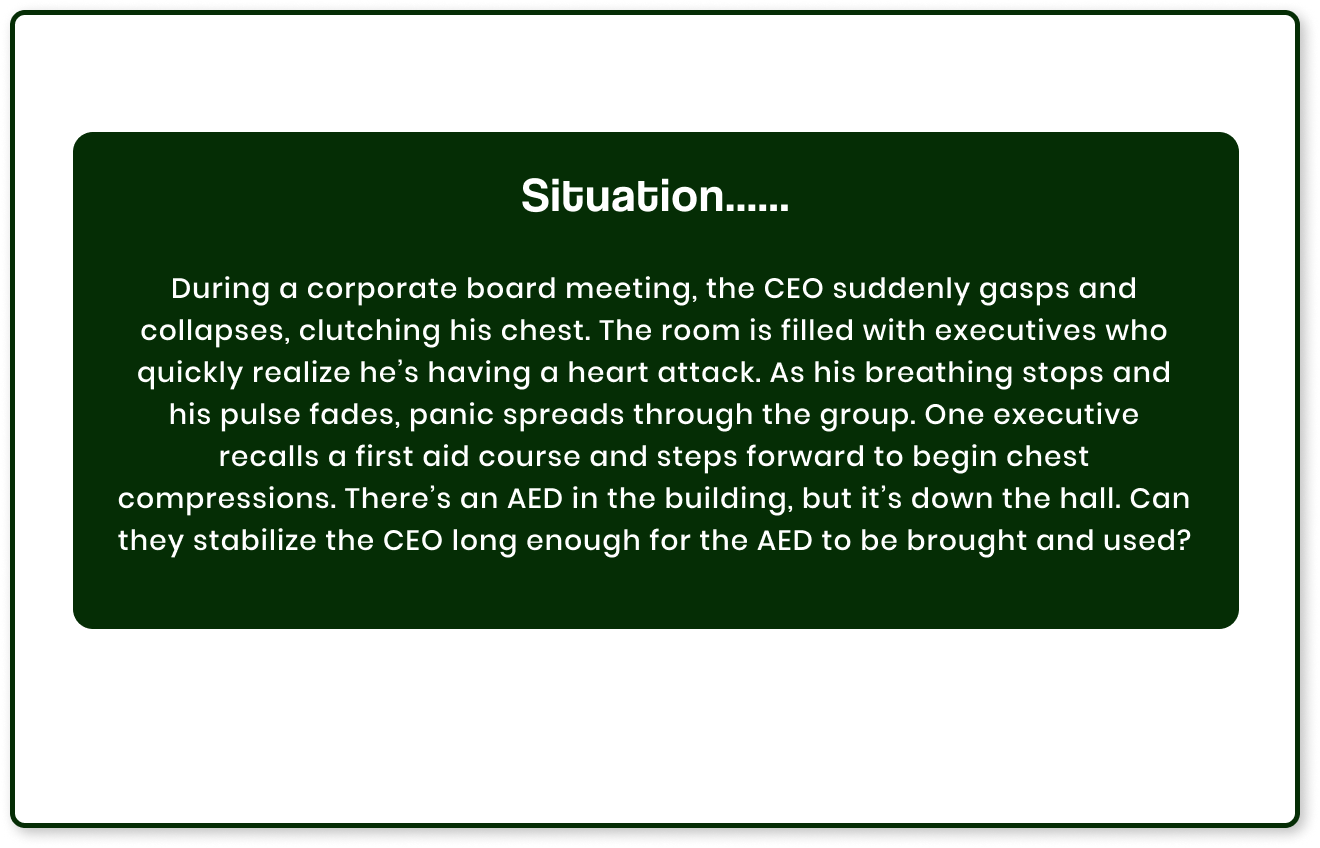 Situation......
During a corporate board meeting, the CEO suddenly gasps and
collapses, clutching his chest. The room is filled with executives who
quickly realize he’s having a heart attack. As his breathing stops and
his pulse fades, panic spreads through the group. One executive
recalls a first aid course and steps forward to begin chest
compressions. There’s an AED in the building, but it’s down the hall. Can
they stabilize the CEO long enough for the AED to be brought and used?